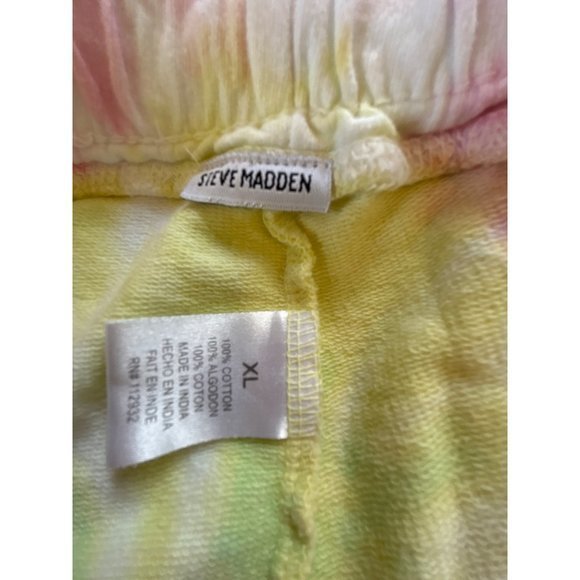 STEVE MADDEN
XL
100% COTTON
100% ALGODON
100% COTON
MADE IN INDIA
HECHO EN INDIA
FAIT EN INDE
RN# 112932